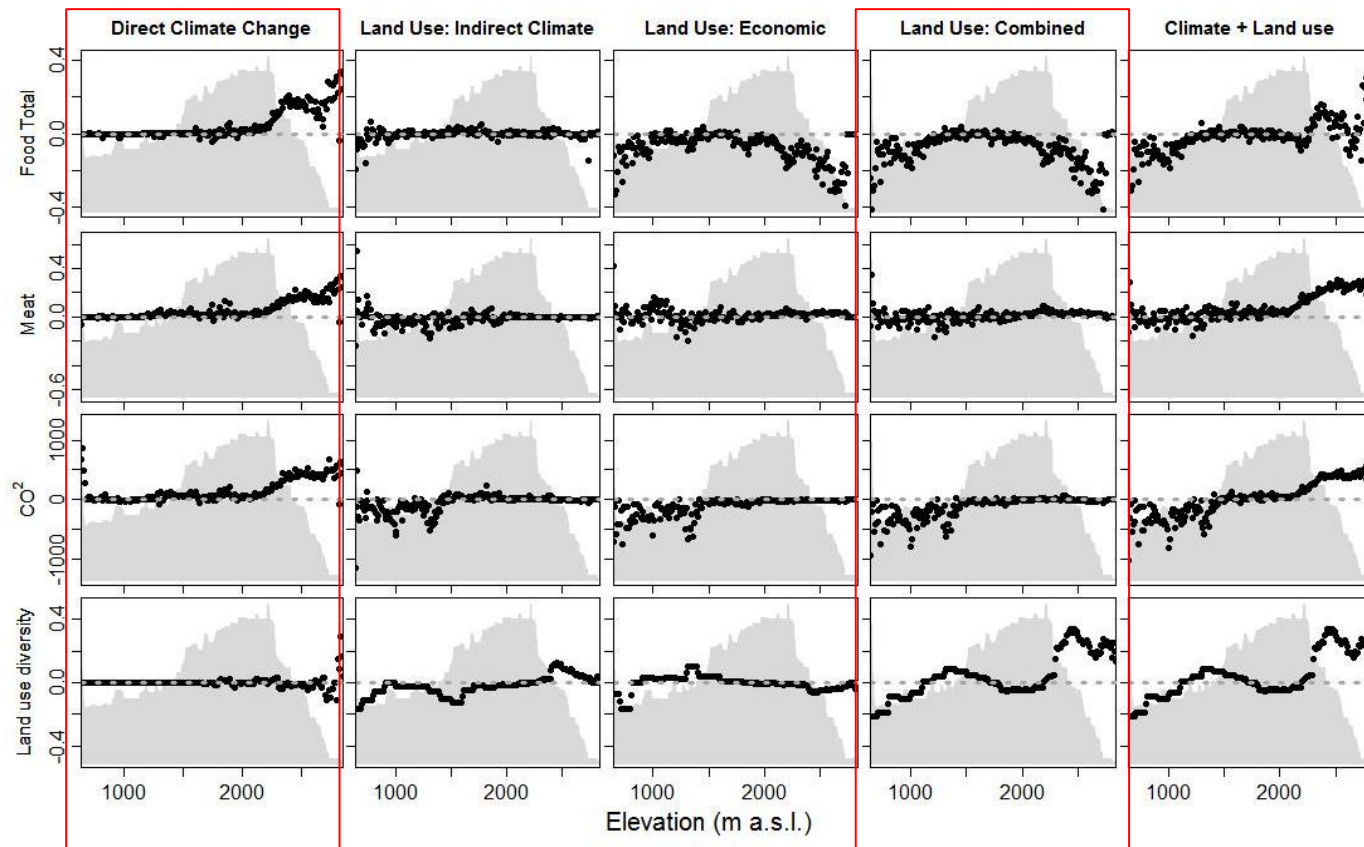 Direct Climate Change
Land Use: Indirect Climate
Land Use: Economic
Land Use: Combined
Climate + Land use
Food Total
0.4
0.0
-0.4
Meat
0.4
0.0
-0.6
CO²
1000
0
-1000
Land use diversity
0.4
0.0
-0.4
1000 2000 1000 2000 1000 2000 1000 2000 1000 2000
Elevation (m a.s.l.)